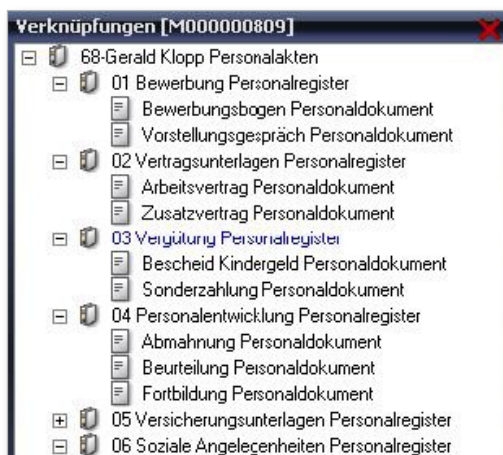 Verknüpfungen [M000000809]
68-Gerald Klopp Personalakten
01 Bewerbung Personalregister
Bewerbungsbogen Personaldokument
Vorstellungsgespräch Personaldokument
02 Vertragsunterlagen Personalregister
Arbeitsvertrag Personaldokument
Zusatzvertrag Personaldokument
03 Vergütung Personalregister
Bescheid Kindergeld Personaldokument
Sonderzahlung Personaldokument
04 Personalentwicklung Personalregister
Abmahnung Personaldokument
Beurteilung Personaldokument
Fortbildung Personaldokument
05 Versicherungsunterlagen Personalregister
06 Soziale Angelegenheiten Personalregister